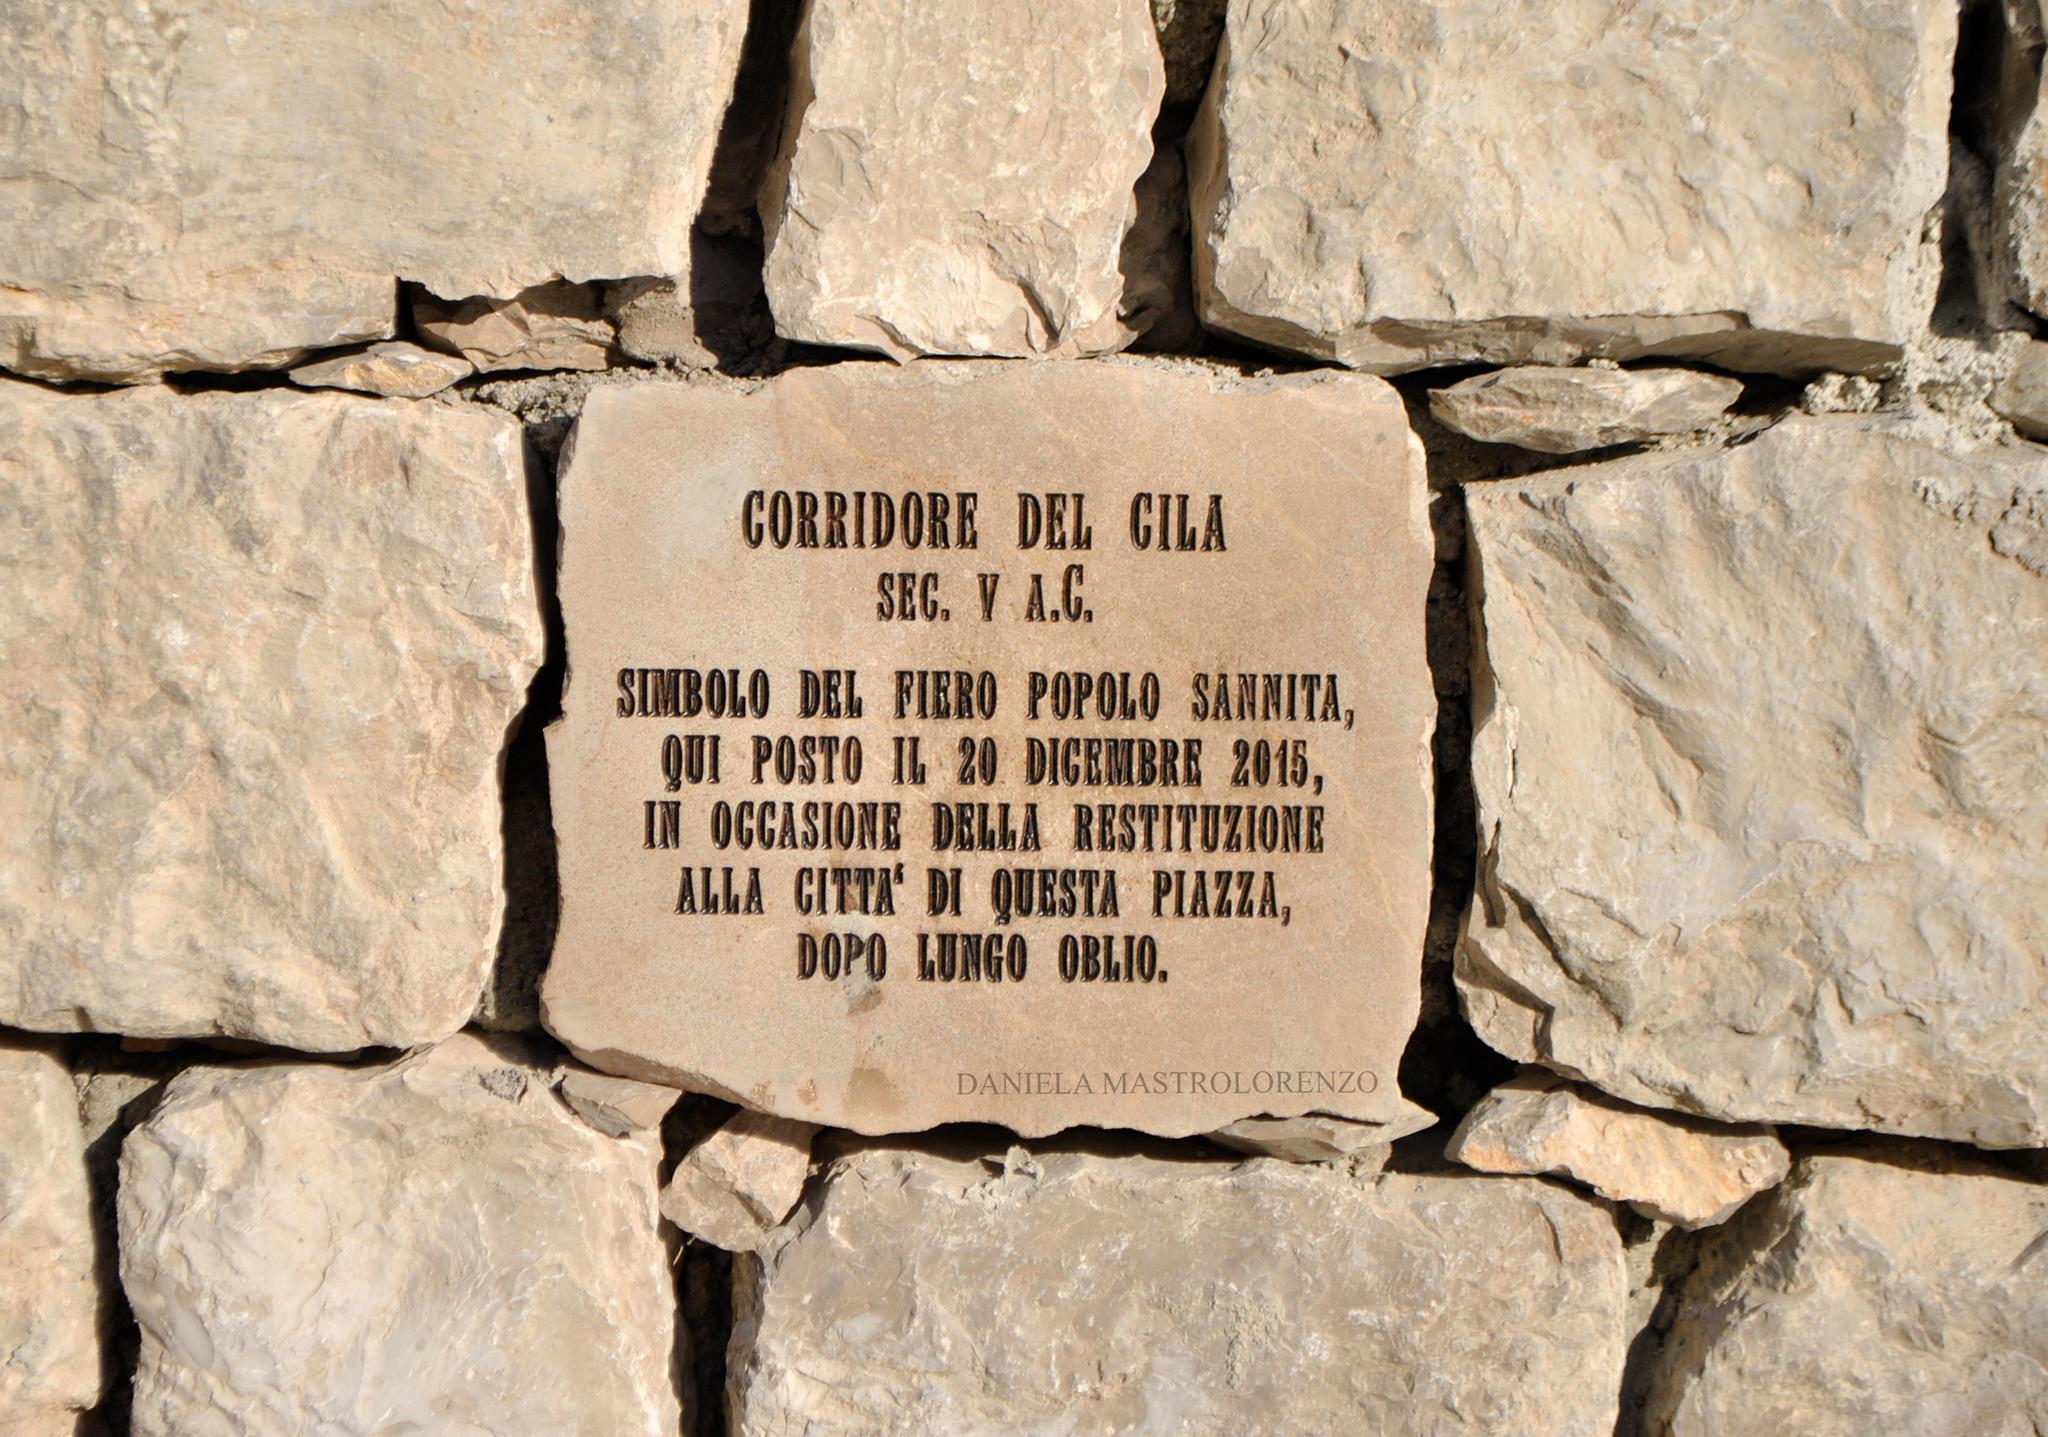 CORRIDORE DEL CILA
SEC. V A.C.
SIMBOLO DEL FIERO POPOLO SANNITA,
QUI POSTO IL 20 DICEMBRE 2015,
IN OCCASIONE DELLA RESTITUZIONE
ALLA CITTA' DI QUESTA PIAZZA,
DOPO LUNGO OBLIO.
DANIELA MASTROLORENZO